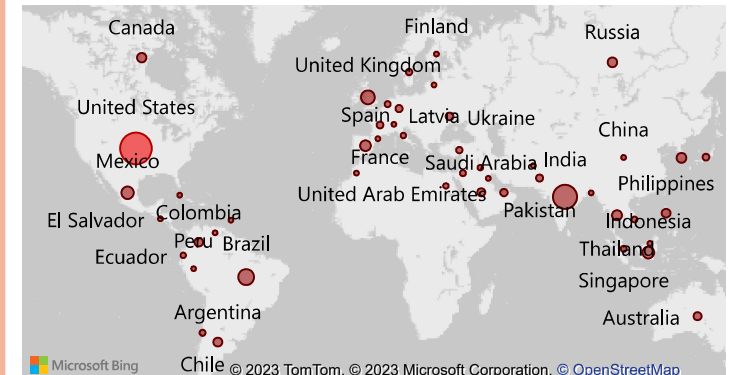 Canada
Finland
Russia
United Kingdom
United States
Spain
Latvia
Ukraine
China
Mexico
France
Saudi Arabia
India
Philippines
United Arab Emirates
Pakistan
El Salvador
Colombia
Indonesia
Ecuador
Peru
Brazil
Thailand
Singapore
Argentina
Australia
Microsoft Bing
Chile
© 2023 TomTom, © 2023 Microsoft Corporation, © OpenStreetMap